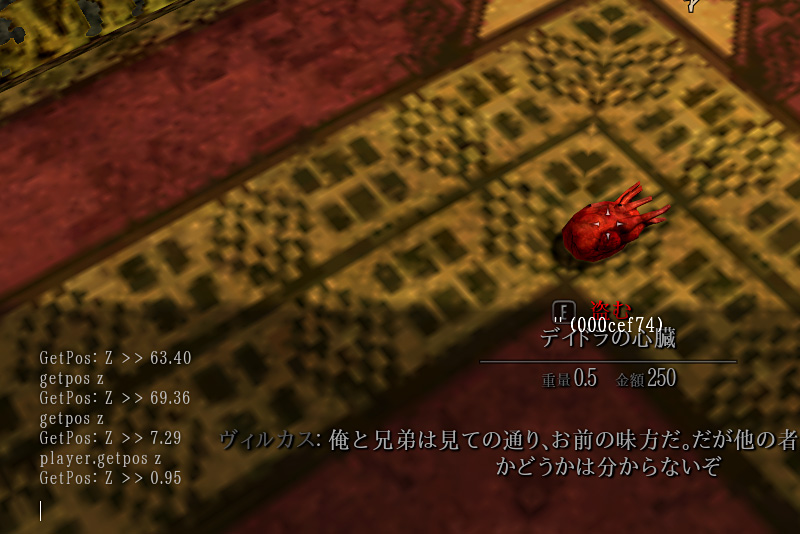 E 盗む
" (000cef74)
デイドラの心臓
重量 0.5 金額 250
GetPos: Z >> 63.40
getpos z
GetPos: Z >> 69.36
getpos z
GetPos: Z >> 7.29
player.getpos z
GetPos: Z >> 0.95
ヴィルカス: 俺と兄弟は見ての通り、お前の味方だ。だが他の者
かどうかは分からないぞ